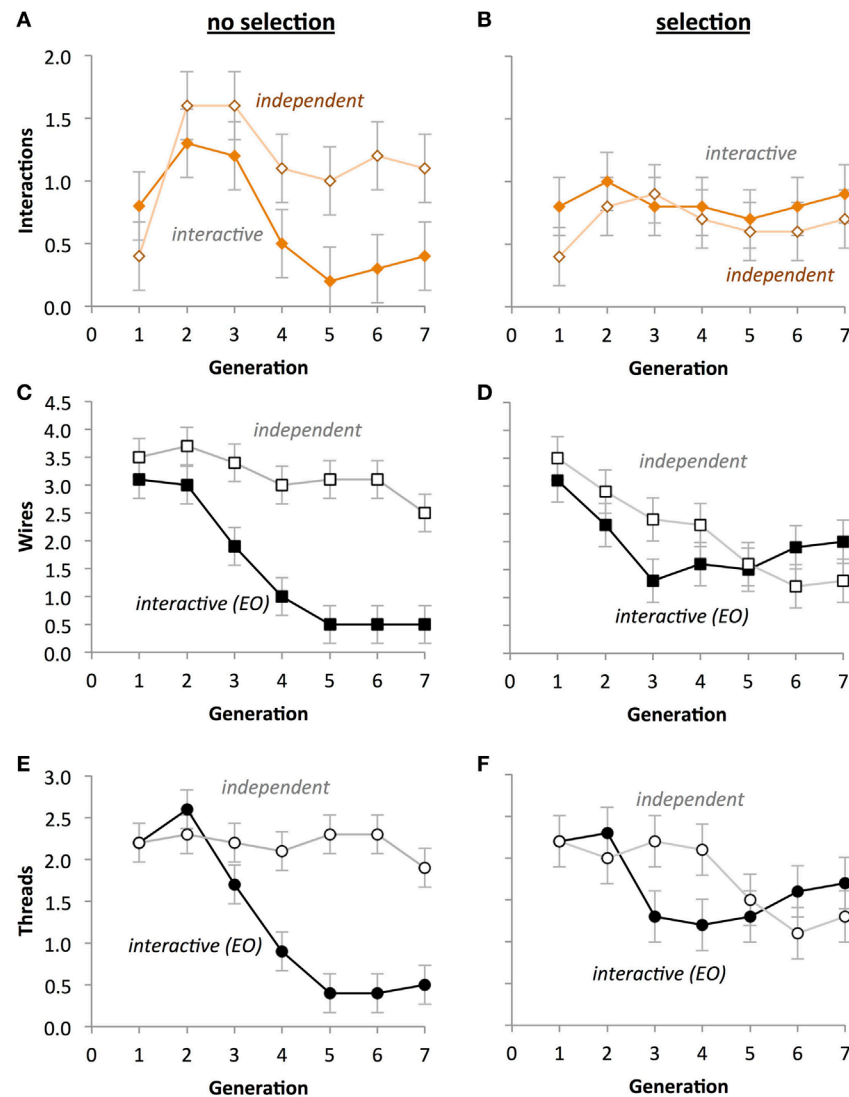 A
no selection
B
selection
2.0
1.5
1.0
0.5
0.0
Interactions
independent
interactive
0 1 2 3 4 5 6 7
Generation
interactive
independent
0 1 2 3 4 5 6 7
Generation
C
4.5
4.0
3.5
3.0
2.5
2.0
1.5
1.0
0.5
0.0
Wires
independent
interactive (EO)
0 1 2 3 4 5 6 7
Generation
D
independent
interactive (EO)
0 1 2 3 4 5 6 7
Generation
E
3.0
2.5
2.0
1.5
1.0
0.5
0.0
Threads
independent
interactive (EO)
0 1 2 3 4 5 6 7
Generation
F
independent
interactive (EO)
0 1 2 3 4 5 6 7
Generation